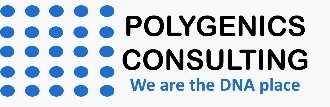 POLYGENICS
CONSULTING
We are the DNA place